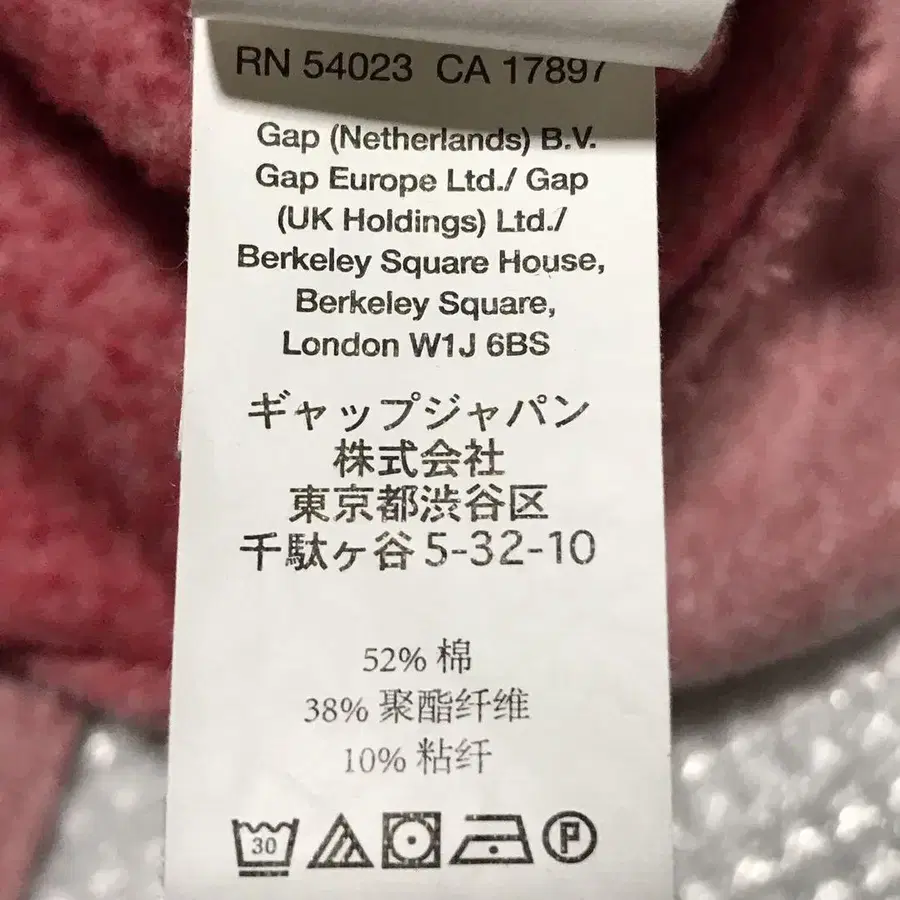 RN 54023 CA 17897
Gap (Netherlands) B.V.
Gap Europe Ltd./ Gap
(UK Holdings) Ltd./
Berkeley Square House,
Berkeley Square,
London W1J 6BS
ギャップジャパン
株式会社
東京都渋谷区
千駄ヶ谷5-32-10
52% 棉
38% 聚酯纤维
10% 粘纤
30 P